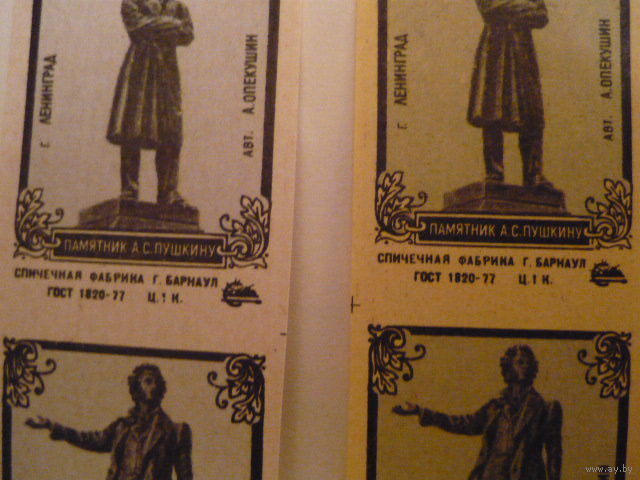 г. ЛЕНИНГРАД
АВТ. А.ОПЕКУШИН
ПАМЯТНИК А.С.ПУШКИНУ
СПИЧЕЧНАЯ ФАБРИКА Г. БАРНАУЛ
ГОСТ 1820-77 Ц.1 К.
г. ЛЕНИНГРАД
АВТ. А.ОПЕКУШИН
ПАМЯТНИК А.С.ПУШКИНУ
СПИЧЕЧНАЯ ФАБРИКА Г. БАРНАУЛ
ГОСТ 1820-77 Ц.1 К.
www.ay.by